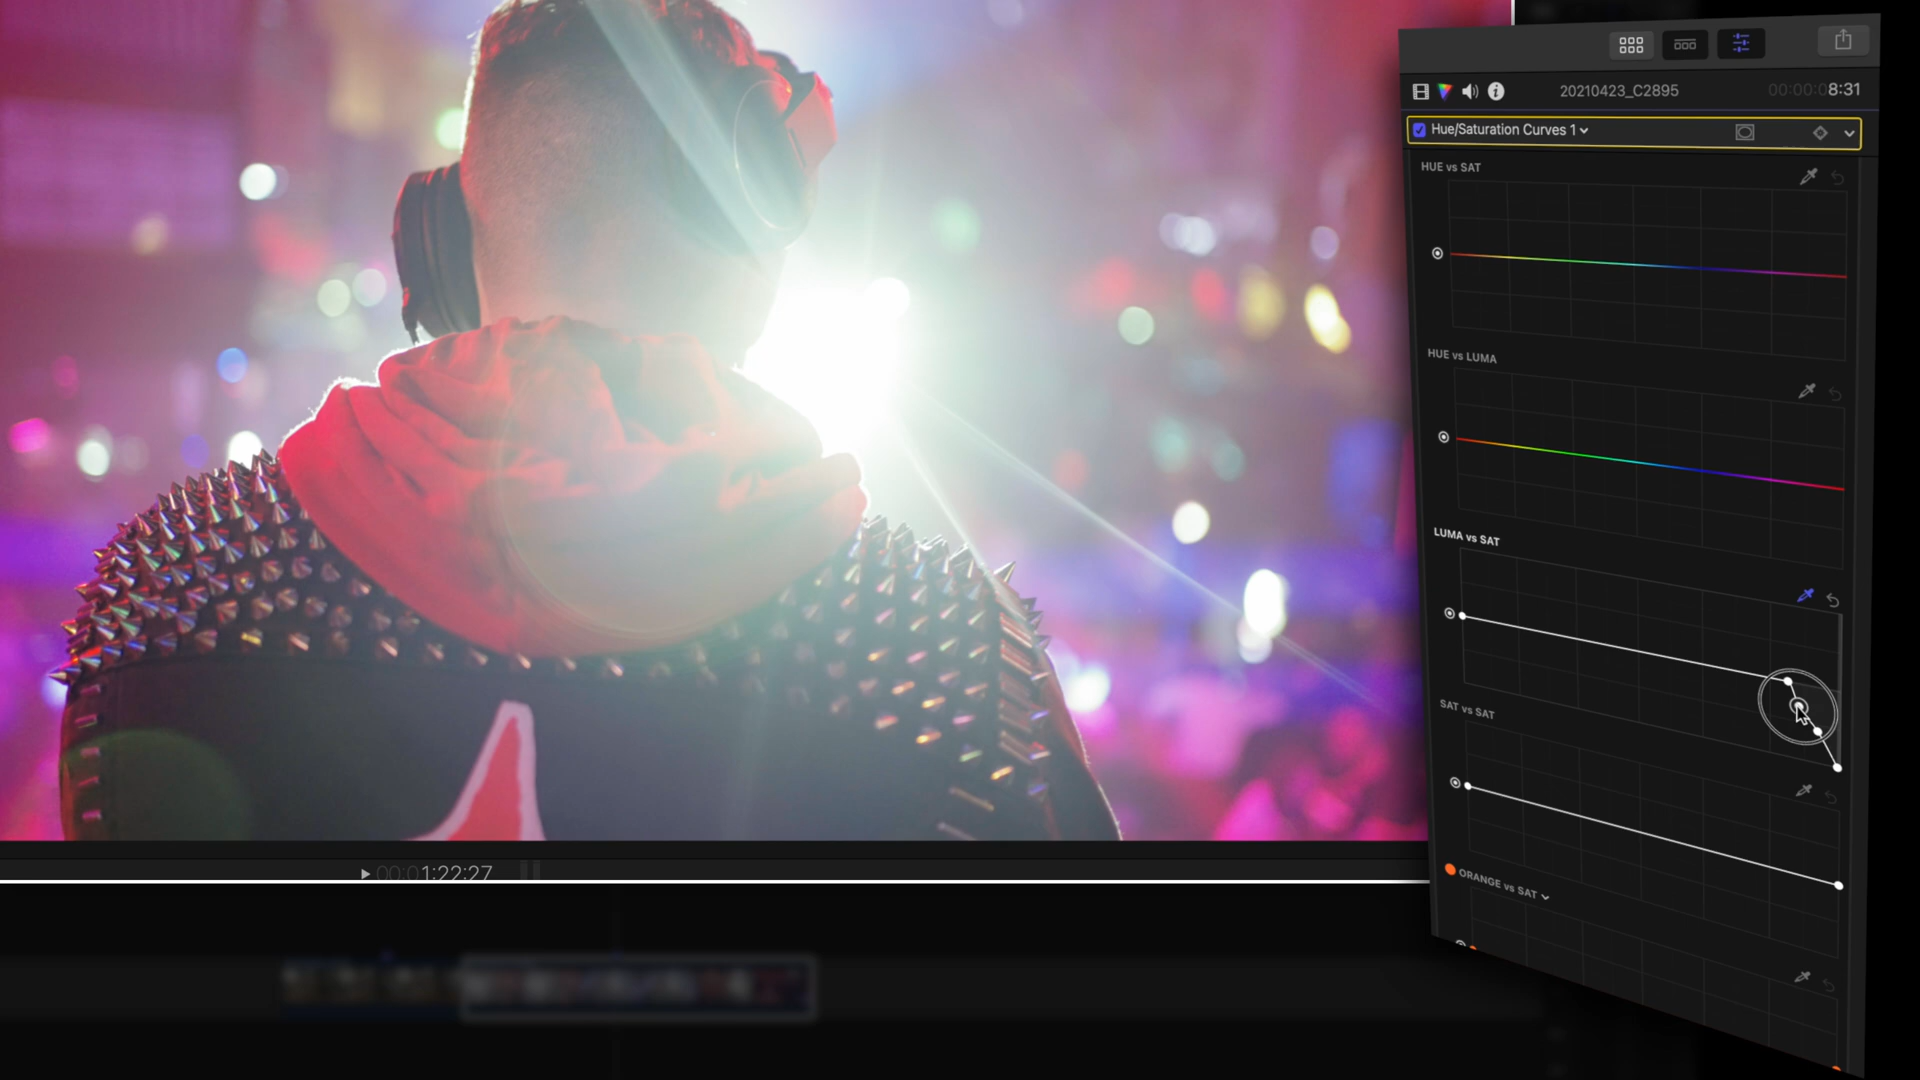 20210423_C2895
00:00:08:31
Hue/Saturation Curves 1
HUE vs SAT
HUE vs LUMA
LUMA vs SAT
SAT vs SAT
ORANGE vs SAT
00:01:22:27